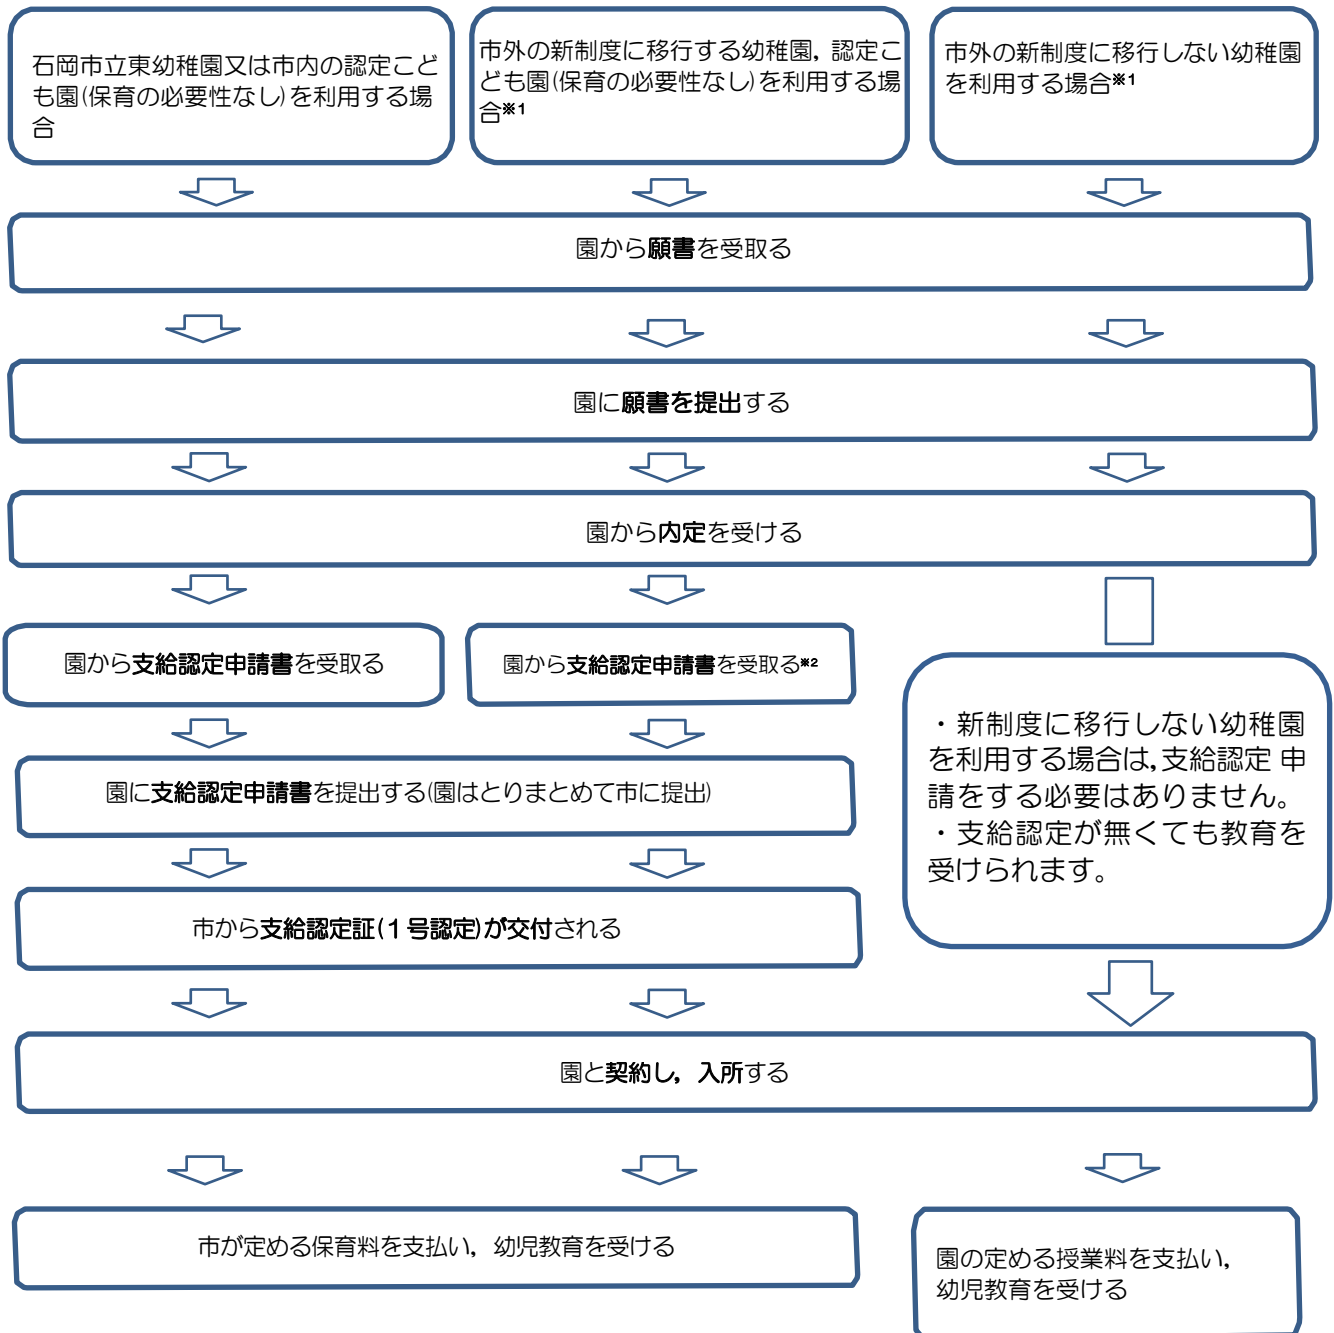 石岡市立東幼稚園又は市内の認定こど
も園(保育の必要性なし)を利用する場
合
市外の新制度に移行する幼稚園，認定こ
ども園(保育の必要性なし)を利用する場
合※1
市外の新制度に移行しない幼稚園
を利用する場合※1
園から願書を受取る
園に願書を提出する
園から内定を受ける
園から支給認定申請書を受取る
園から支給認定申請書を受取る※2
・新制度に移行しない幼稚園
を利用する場合は，支給認定 申
請をする必要はありません。
・支給認定が無くても教育を
受けられます。
園に支給認定申請書を提出する(園はとりまとめて市に提出)
市から支給認定証(１号認定)が交付される
園と契約し，入所する
市が定める保育料を支払い，幼児教育を受ける
園の定める授業料を支払い，
幼児教育を受ける